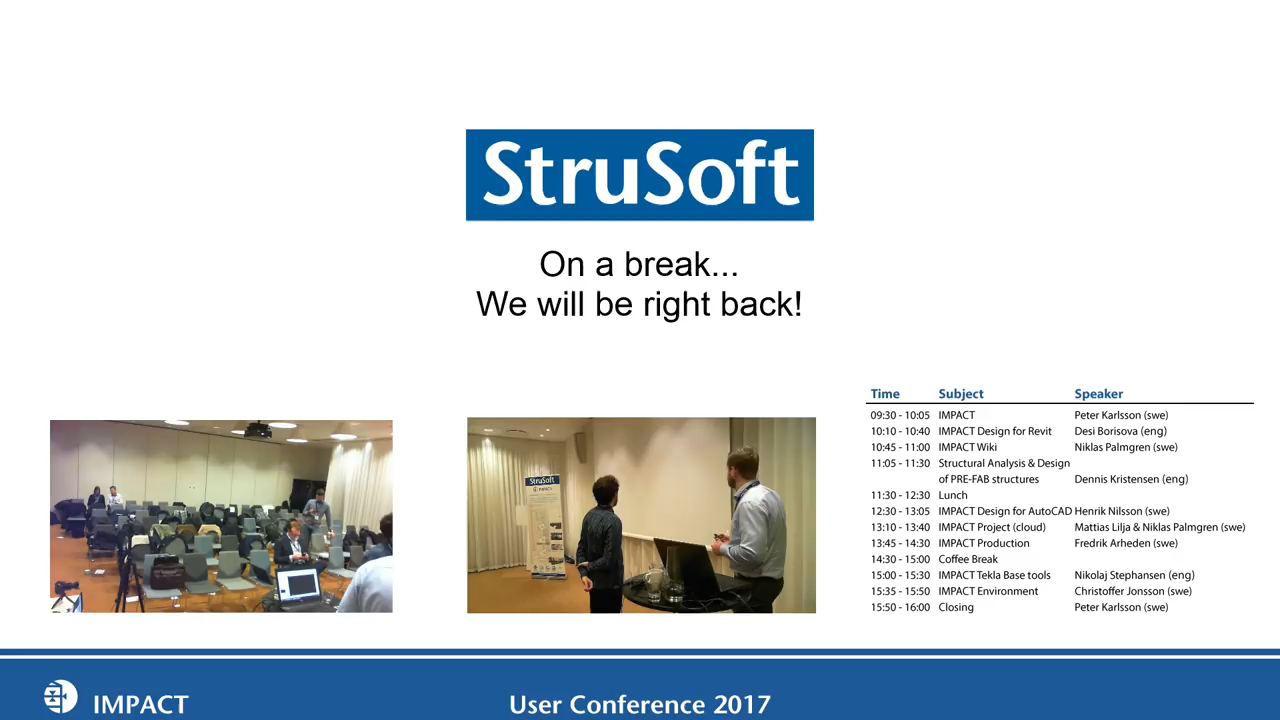 StruSoft
On a break...
We will be right back!
Time Subject Speaker
09:30 - 10:05 IMPACT Peter Karlsson (swe)
10:10 - 10:40 IMPACT Design for Revit Desi Borisova (eng)
10:45 - 11:00 IMPACT Wiki Niklas Palmgren (swe)
11:05 - 11:30 Structural Analysis & Design
of PRE-FAB structures Dennis Kristensen (eng)
11:30 - 12:30 Lunch
12:30 - 13:05 IMPACT Design for AutoCAD Henrik Nilsson (swe)
13:10 - 13:40 IMPACT Project (cloud) Mattias Lilja & Niklas Palmgren (swe)
13:45 - 14:30 IMPACT Production Fredrik Arheden (swe)
14:30 - 15:00 Coffee Break
15:00 - 15:30 IMPACT Tekla Base tools Nikolaj Stephansen (eng)
15:35 - 15:50 IMPACT Environment Christoffer Jonsson (swe)
15:50 - 16:00 Closing Peter Karlsson (swe)
StruSoft
IMPACT
IMPACT
User Conference 2017